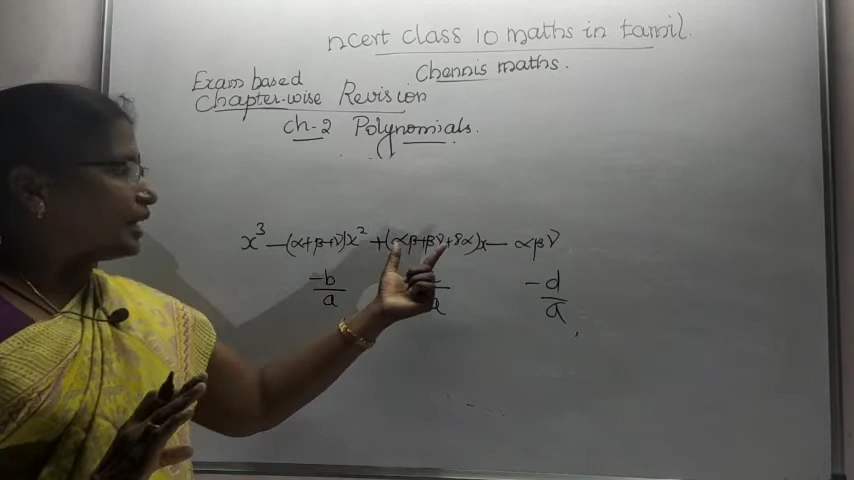 ncert class 10 maths in tamil.
Chennis maths.
Exam based
Chapter-wise Revision
Ch-2 Polynomials.
x³ -(α+β+γ)x² +(αβ+βγ+γα)x - αβγ
-b/a /a -d/a